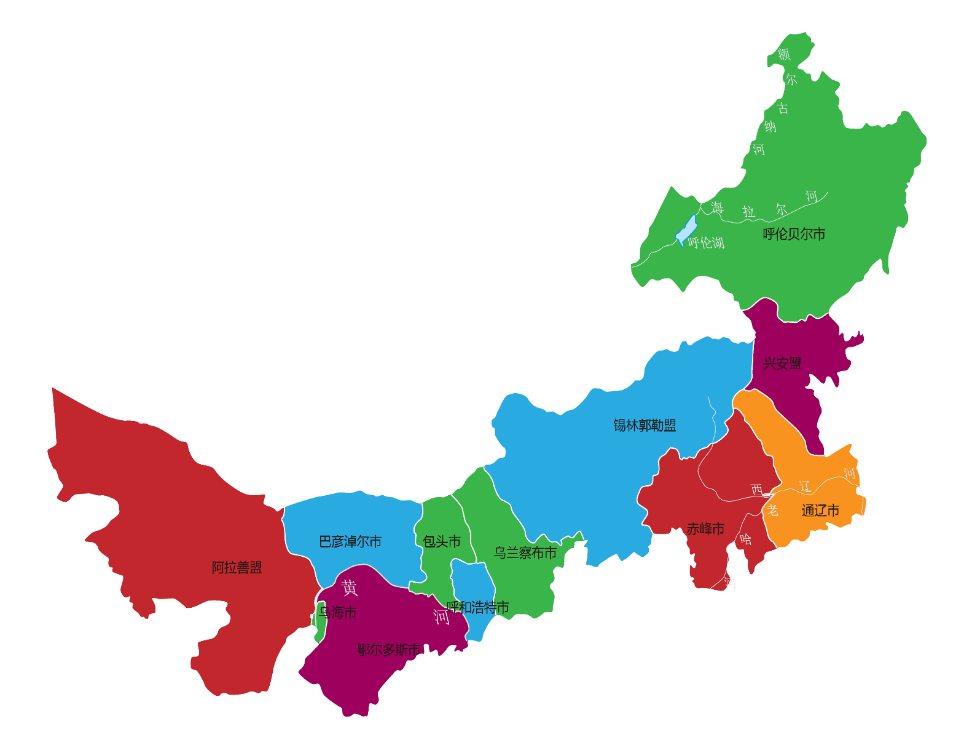 额尔古纳河
海拉尔河
呼伦湖
呼伦贝尔市
兴安盟
锡林郭勒盟
西辽河
老哈河
通辽市
赤峰市
巴彦淖尔市
包头市
乌兰察布市
阿拉善盟
黄河
乌海市
呼和浩特市
鄂尔多斯市